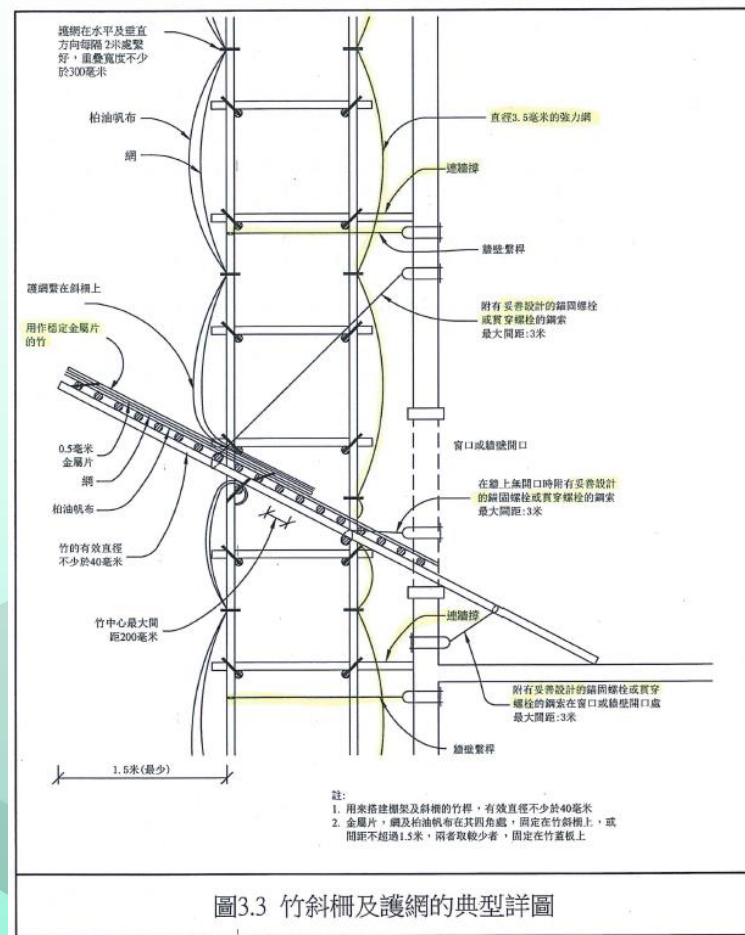 護網在水平及垂直
方向每隔2米處繫
好，重疊寬度不少
於300毫米
柏油帆布
網
直徑3.5毫米的強力網
連牆撐
牆壁繫桿
護網繫在斜柵上
用作穩定金屬片
的竹
附有妥善設計的錨固螺栓
或貫穿螺栓的鋼索
最大間距:3米
0.5毫米
金屬片
網
柏油帆布
窗口或牆壁開口
在牆上無開口時附有妥善設計
的錨固螺栓或貫穿螺栓的鋼索
最大間距:3米
竹的有效直徑
不少於40毫米
竹中心最大間
距200毫米
連牆撐
附有妥善設計的錨固螺栓或貫穿
螺栓的鋼索在窗口或牆壁開口處
最大間距:3米
牆壁繫桿
1.5米(最少)
註:
1. 用來搭建棚架及斜柵的竹桿，有效直徑不少於40毫米
2. 金屬片，網及柏油帆布在其四角處，固定在竹斜柵上，或
間距不超過1.5米，兩者取較少者，固定在竹蓋板上
圖3.3 竹斜柵及護網的典型詳圖